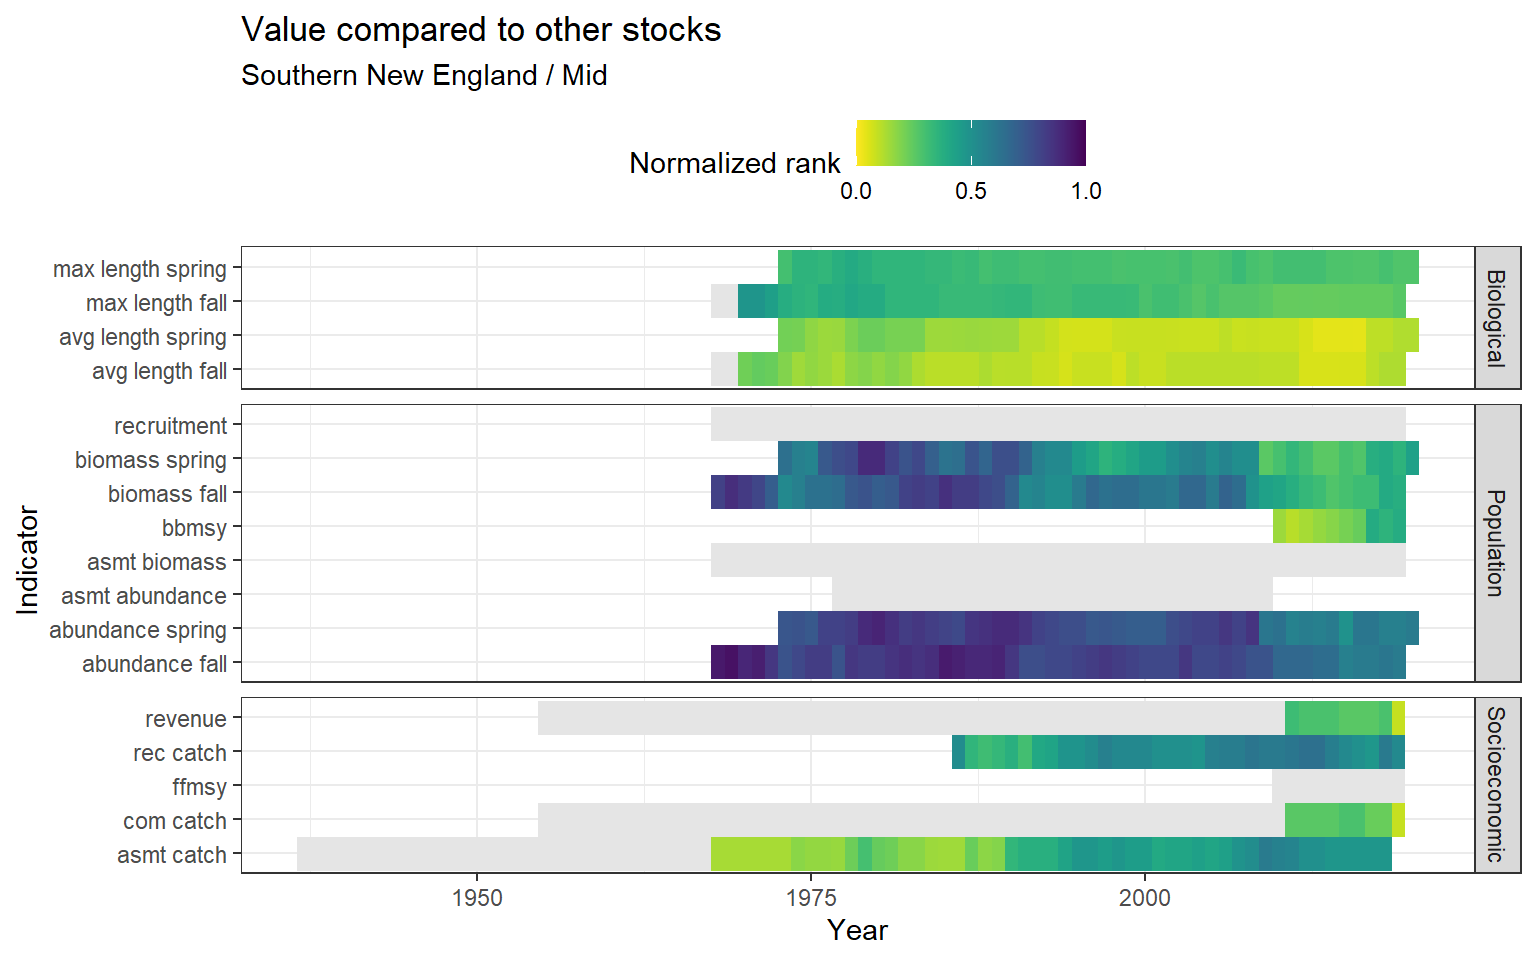 Value compared to other stocks
Southern New England / Mid
Normalized rank
0.0 0.5 1.0
max length spring
max length fall
avg length spring
avg length fall
Biological
recruitment
biomass spring
biomass fall
bbmsy
asmt biomass
asmt abundance
abundance spring
abundance fall
Population
revenue
rec catch
ffmsy
com catch
asmt catch
Socioeconomic
Indicator
1950 1975 2000
Year